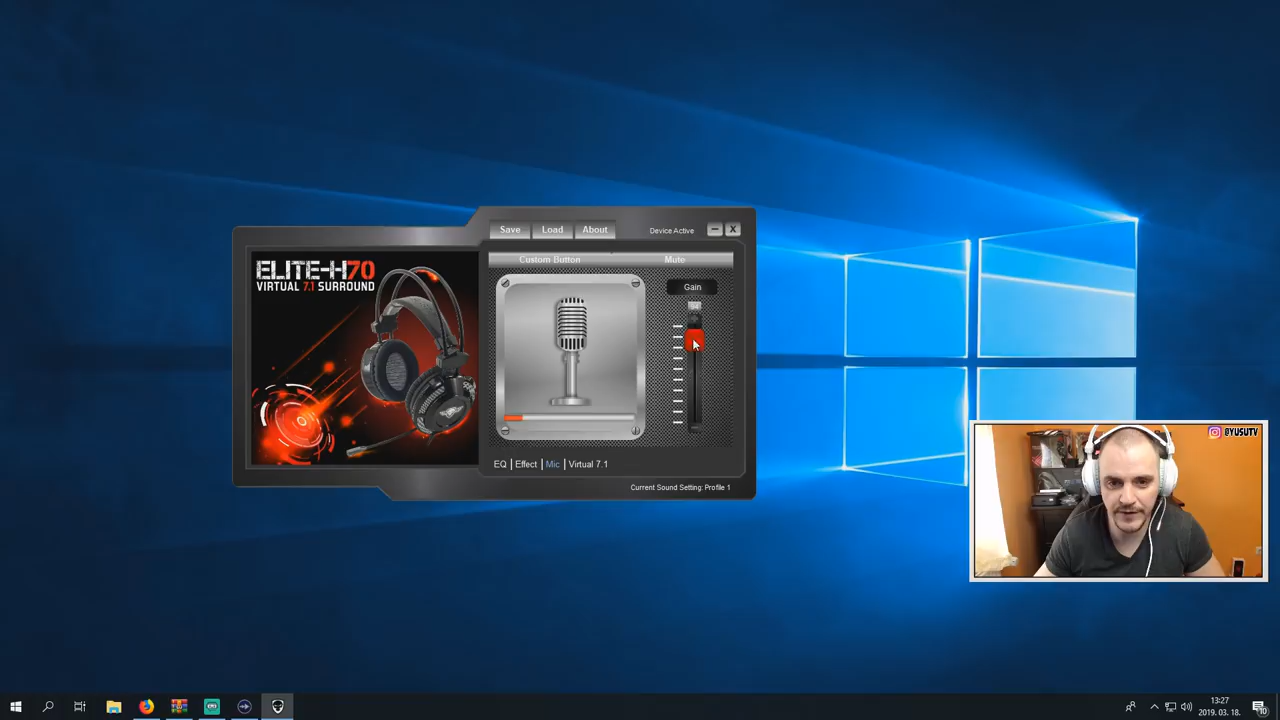 Save
Load
About
Device Active
Custom Button
Mute
ELITE-H70
VIRTUAL 7.1 SURROUND
Gain
EQ | Effect | Mic | Virtual 7.1
Current Sound Setting: Profile 1
BYUSUTV
13:27
2019. 03. 18.